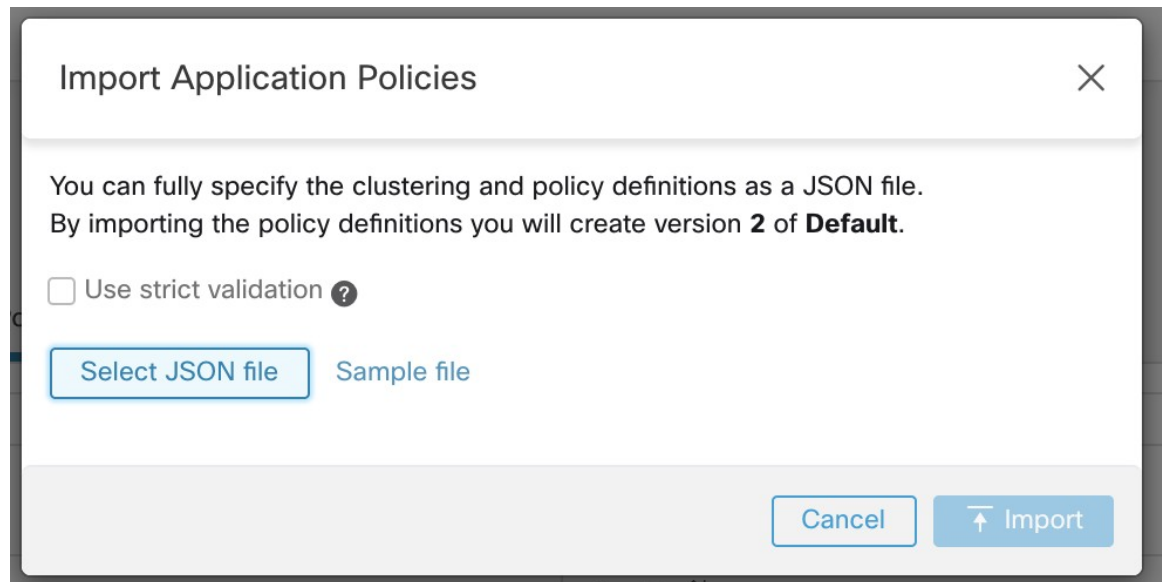 Import Application Policies
You can fully specify the clustering and policy definitions as a JSON file.
By importing the policy definitions you will create version 2 of Default.
Use strict validation ?
Select JSON file Sample file
Cancel Import